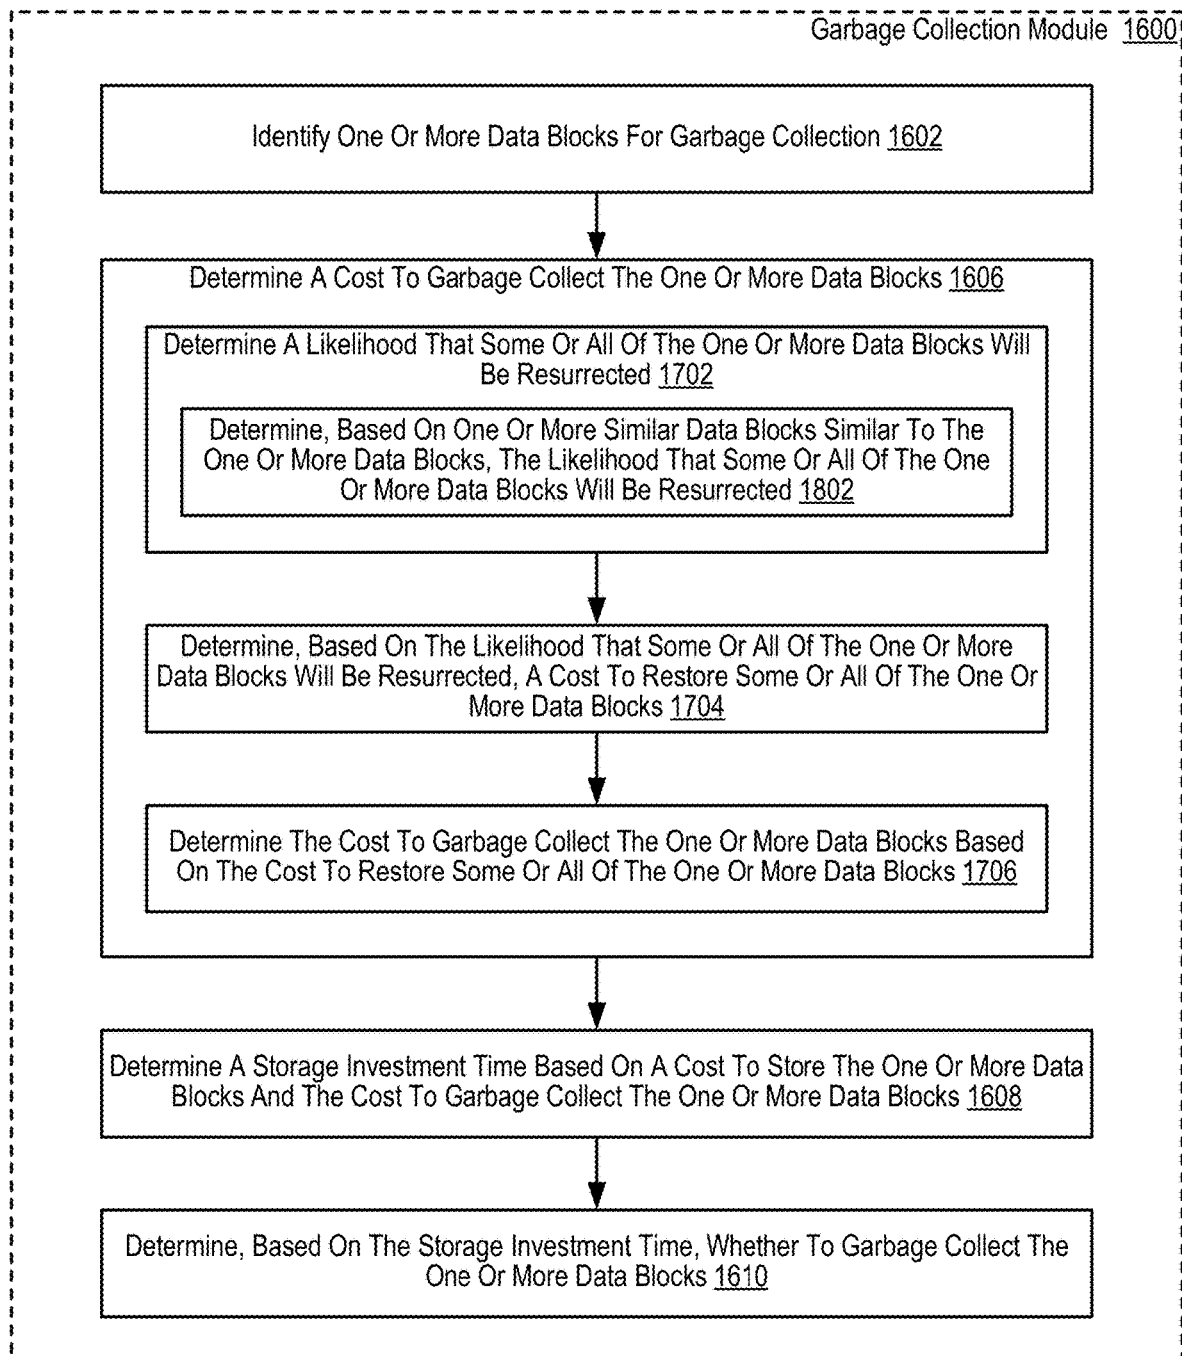 Garbage Collection Module 1600
Identify One Or More Data Blocks For Garbage Collection 1602
Determine A Cost To Garbage Collect The One Or More Data Blocks 1606
Determine A Likelihood That Some Or All Of The One Or More Data Blocks Will
Be Resurrected 1702
Determine, Based On One Or More Similar Data Blocks Similar To The
One Or More Data Blocks, The Likelihood That Some Or All Of The One
Or More Data Blocks Will Be Resurrected 1802
Determine, Based On The Likelihood That Some Or All Of The One Or More
Data Blocks Will Be Resurrected, A Cost To Restore Some Or All Of The One Or
More Data Blocks 1704
Determine The Cost To Garbage Collect The One Or More Data Blocks Based
On The Cost To Restore Some Or All Of The One Or More Data Blocks 1706
Determine A Storage Investment Time Based On A Cost To Store The One Or More Data
Blocks And The Cost To Garbage Collect The One Or More Data Blocks 1608
Determine, Based On The Storage Investment Time, Whether To Garbage Collect The
One Or More Data Blocks 1610